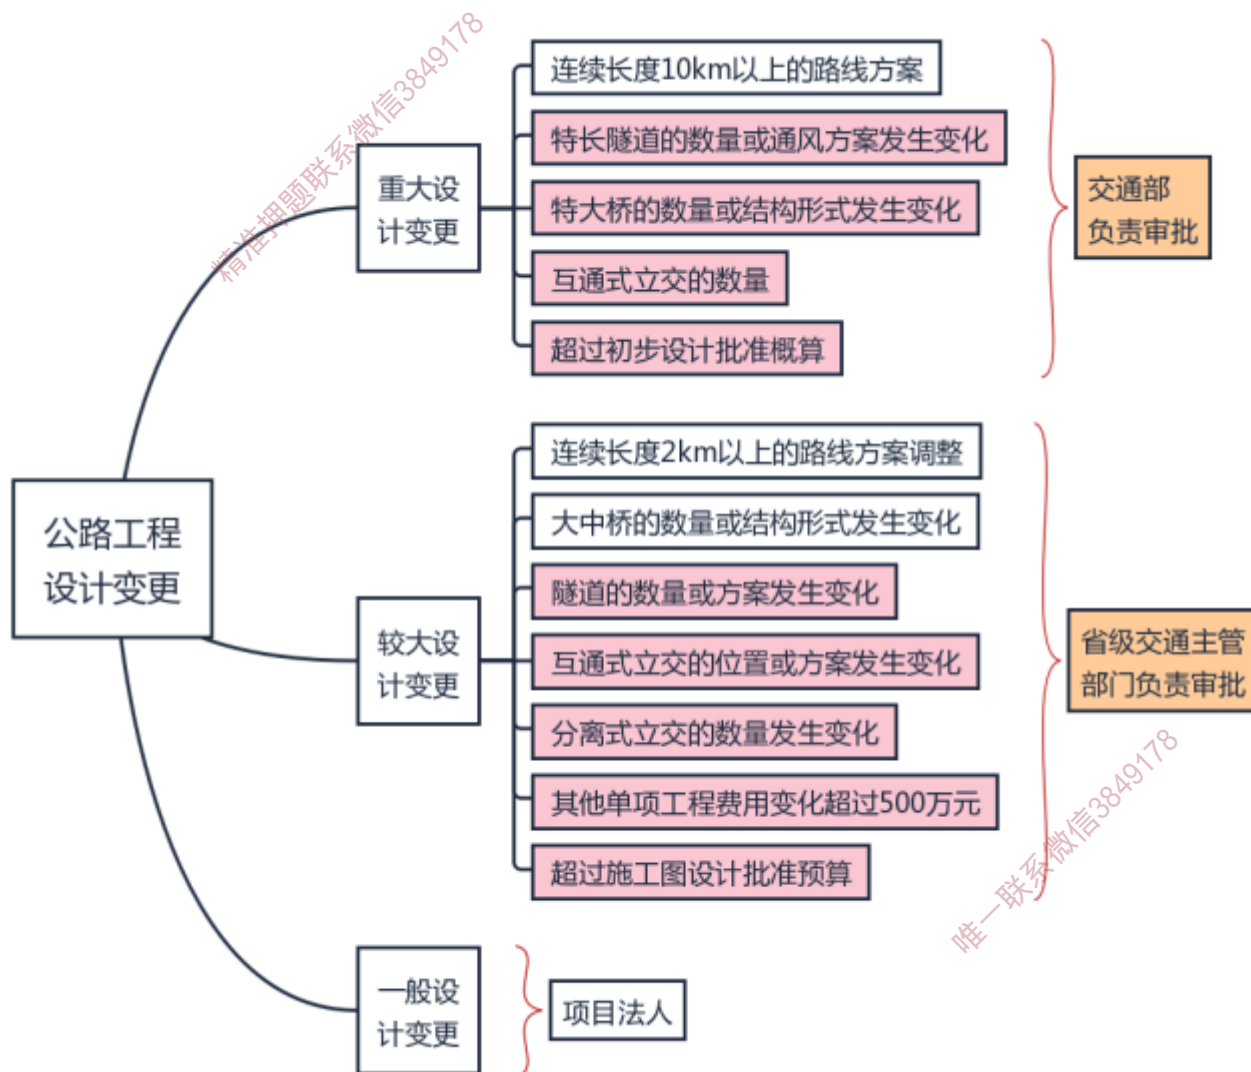 精准押题联系微信3849178
公路工程
设计变更
重大设
计变更
连续长度10km以上的路线方案
特长隧道的数量或通风方案发生变化
特大桥的数量或结构形式发生变化
互通式立交的数量
超过初步设计批准概算
交通部
负责审批
较大设
计变更
连续长度2km以上的路线方案调整
大中桥的数量或结构形式发生变化
隧道的数量或方案发生变化
互通式立交的位置或方案发生变化
分离式立交的数量发生变化
其他单项工程费用变化超过500万元
超过施工图设计批准预算
省级交通主管
部门负责审批
一般设
计变更
项目法人
唯一联系微信3849178